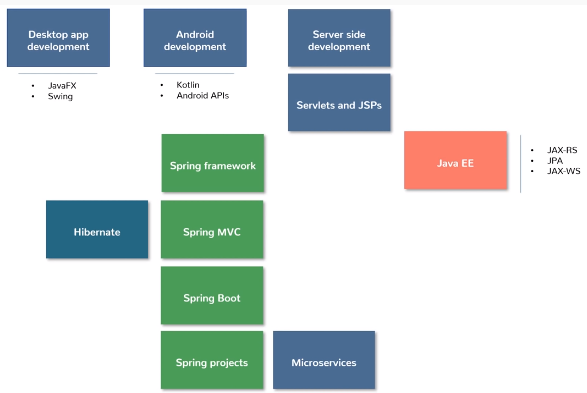 Desktop app
development
Android
development
Server side
development
• JavaFX
• Swing
• Kotlin
• Android APIs
Servlets and JSPs
Spring framework
Java EE
• JAX-RS
• JPA
• JAX-WS
Hibernate
Spring MVC
Spring Boot
Spring projects
Microservices